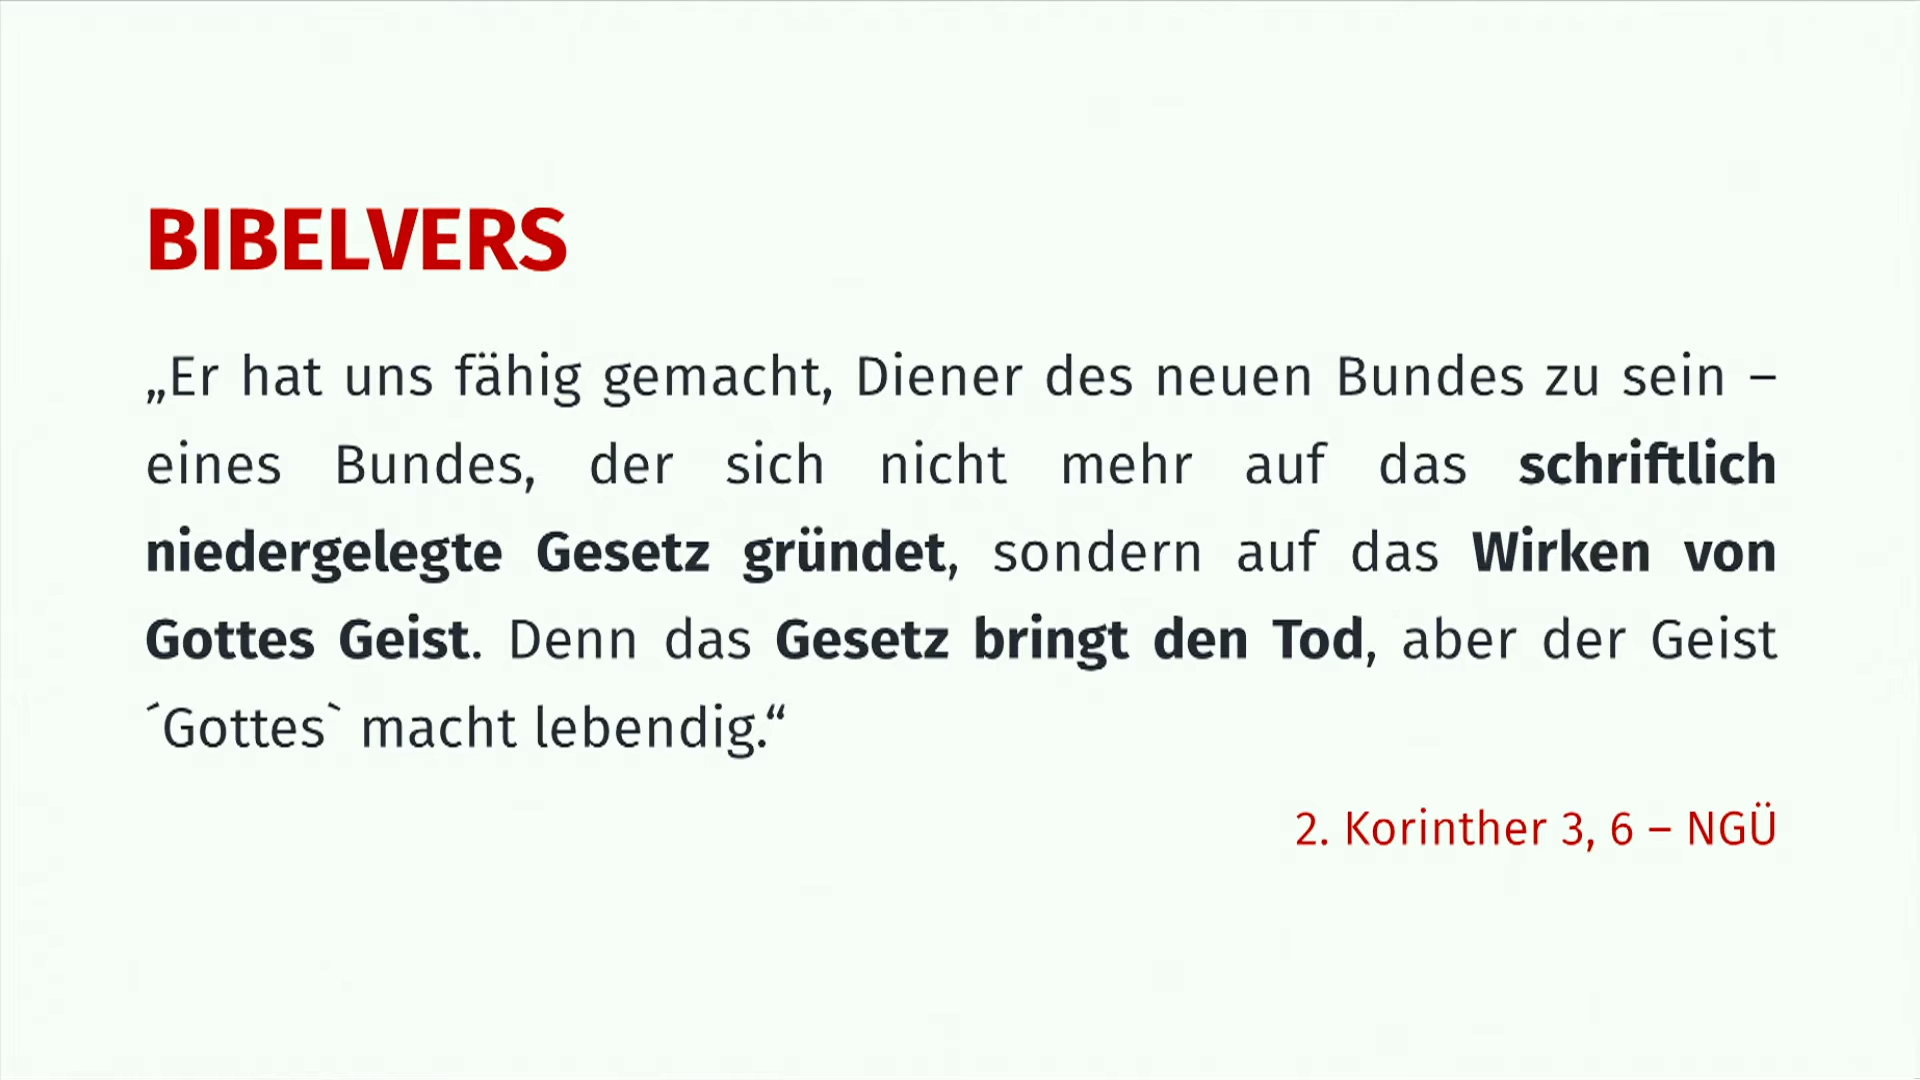 BIBELVERS
„Er hat uns fähig gemacht, Diener des neuen Bundes zu sein –
eines Bundes, der sich nicht mehr auf das schriftlich
niedergelegte Gesetz gründet, sondern auf das Wirken von
Gottes Geist. Denn das Gesetz bringt den Tod, aber der Geist
´Gottes` macht lebendig.“
2. Korinther 3, 6 – NGÜ